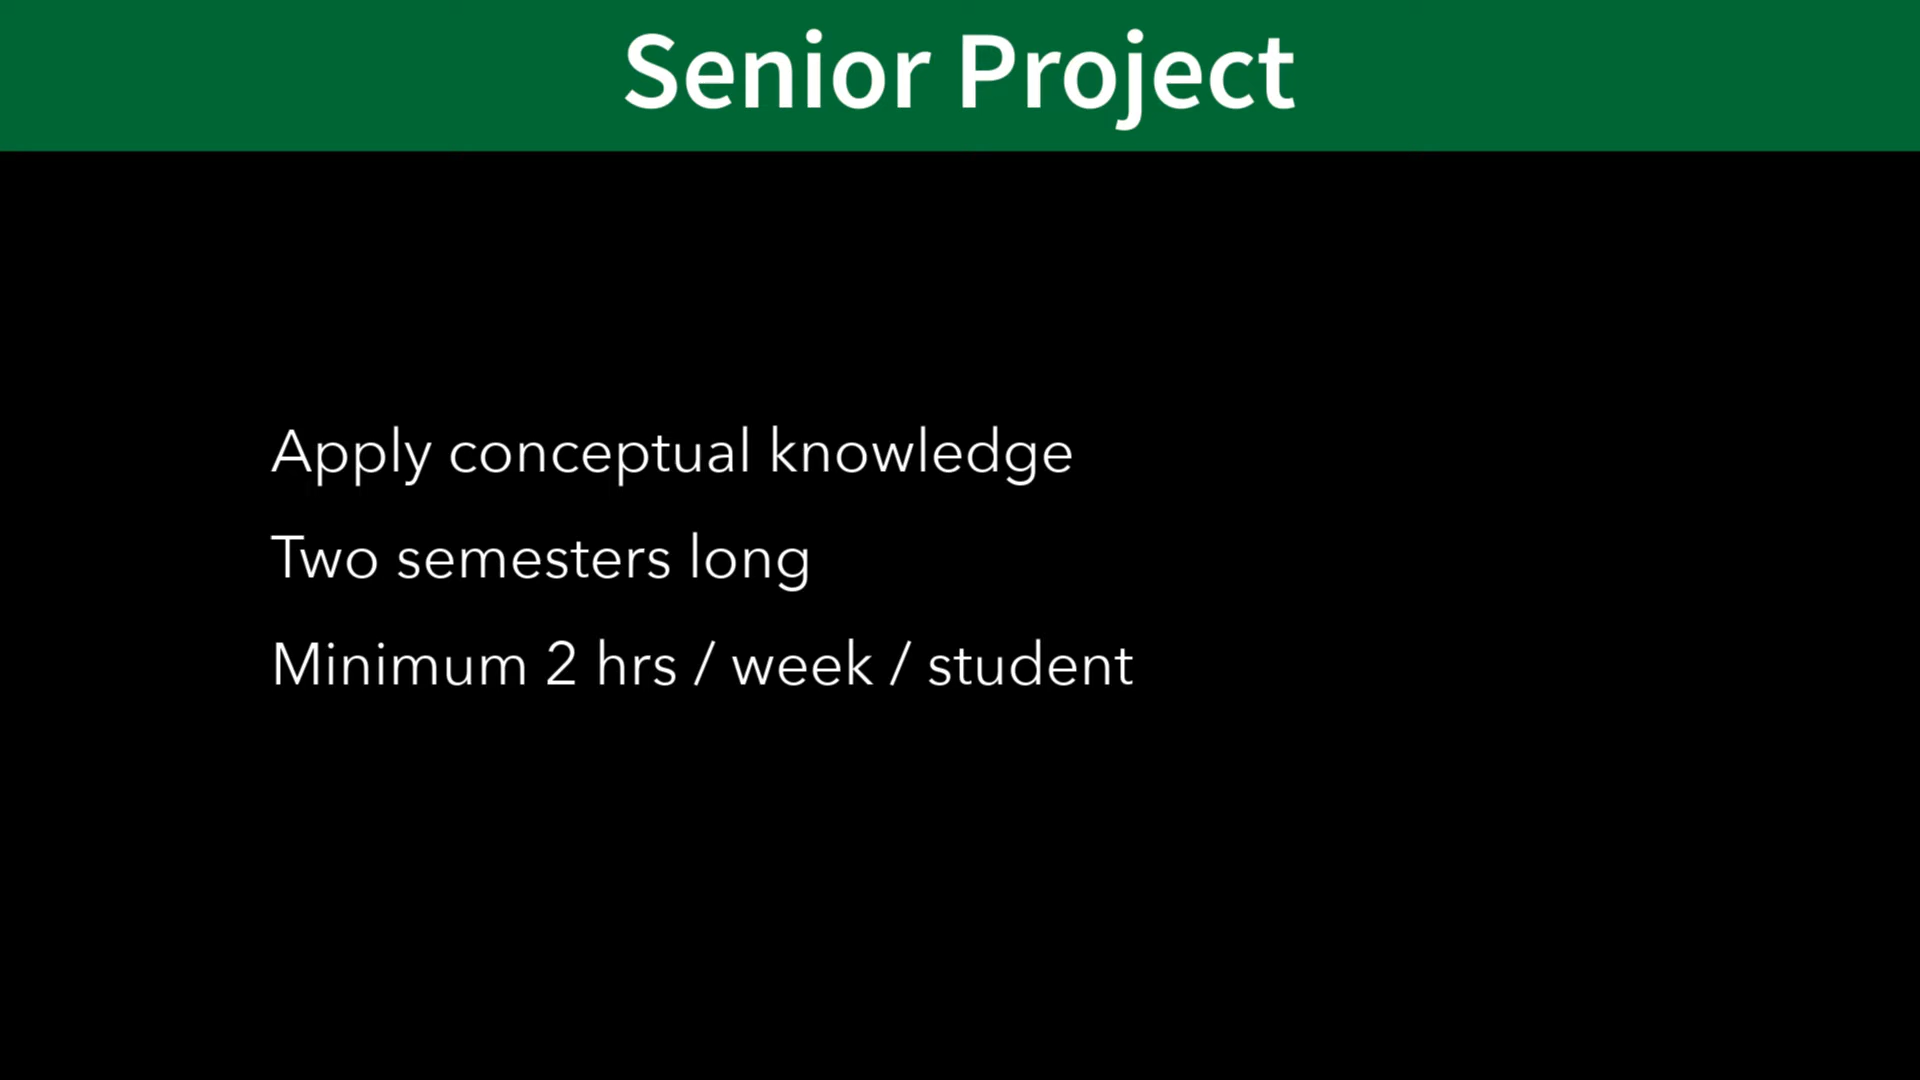 Senior Project
Apply conceptual knowledge
Two semesters long
Minimum 2 hrs / week / student